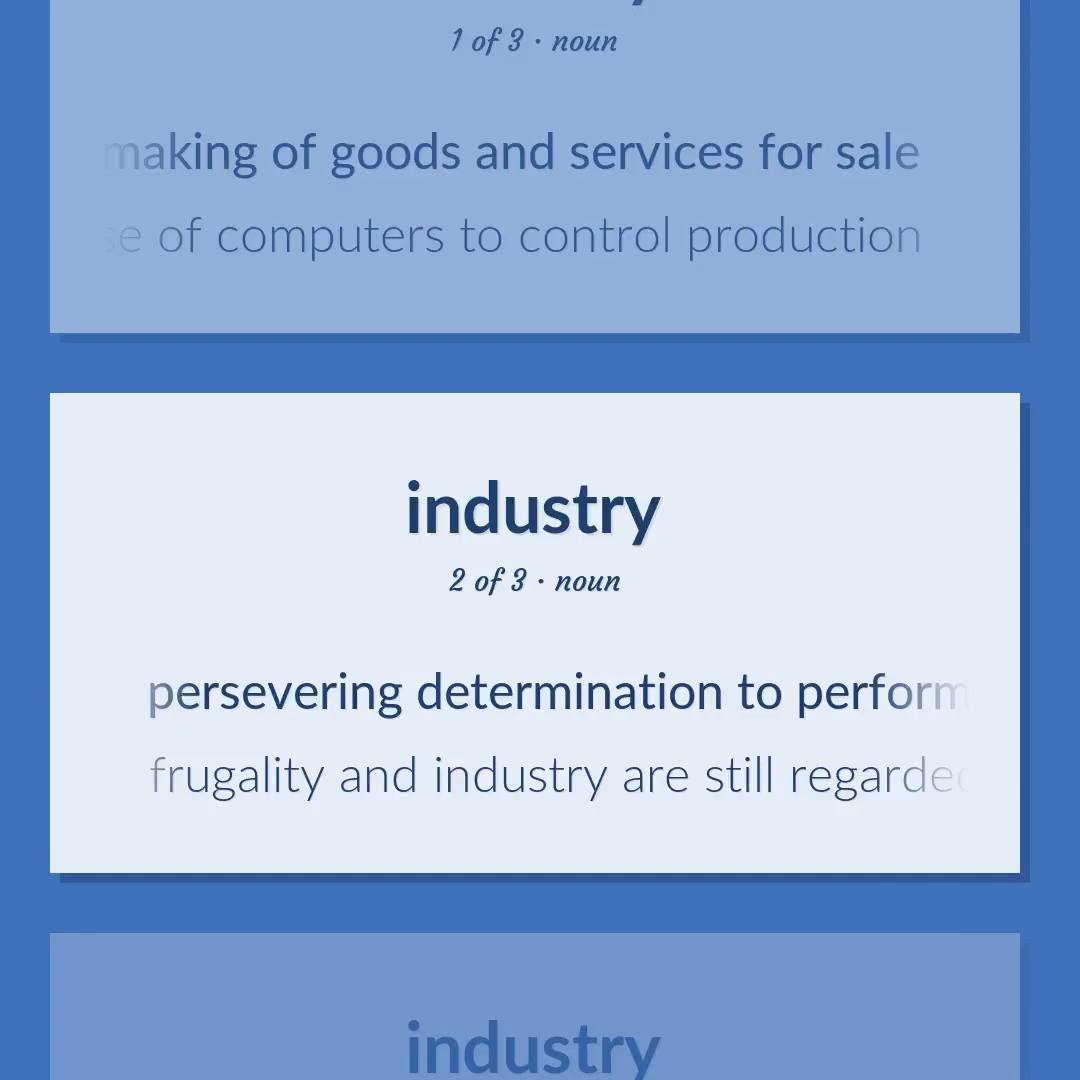 1 of 3 · noun
making of goods and services for sale
of computers to control production
industry
2 of 3 · noun
persevering determination to perform
frugality and industry are still regarded
industry